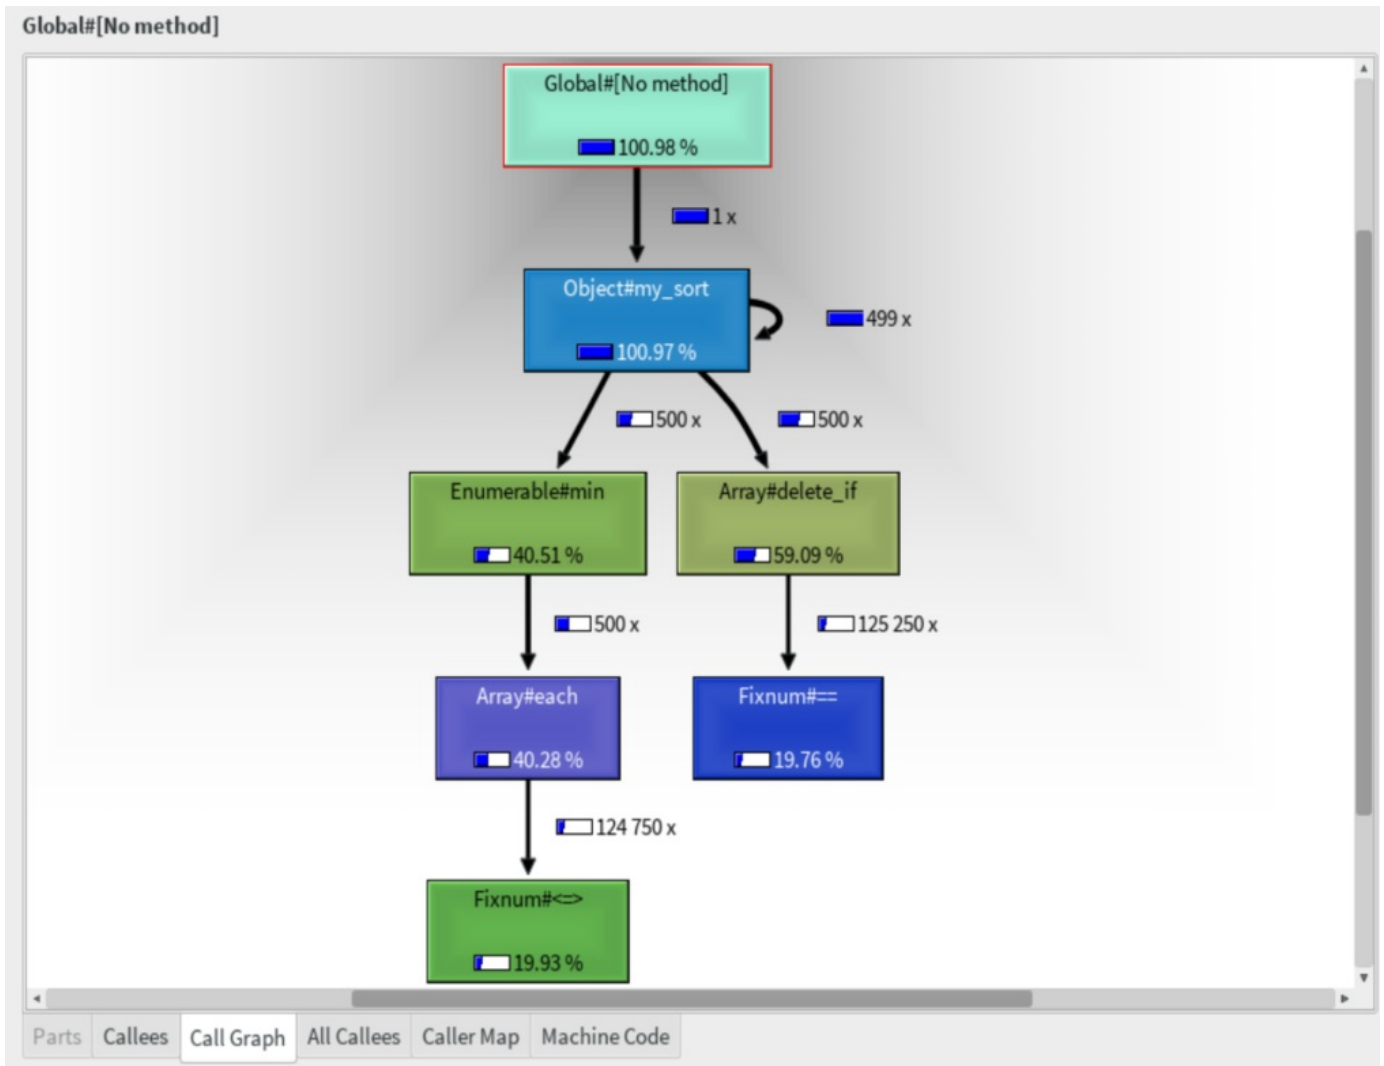 Global#[No method]
Global#[No method]
100.98 %
1 x
Object#my_sort
100.97 %
499 x
500 x
500 x
Enumerable#min
40.51 %
Array#delete_if
59.09 %
500 x
125 250 x
Array#each
40.28 %
Fixnum#==
19.76 %
124 750 x
Fixnum#<=>
19.93 %
Parts Callees Call Graph All Callees Caller Map Machine Code